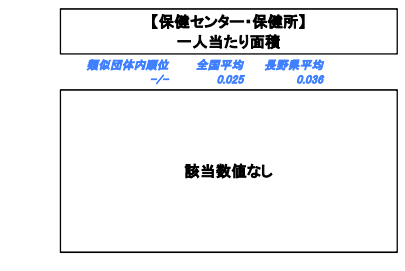 【保健センター・保健所】
一人当たり面積
類似団体内順位 全国平均 長野県平均
-/- 0.025 0.036
該当数値なし